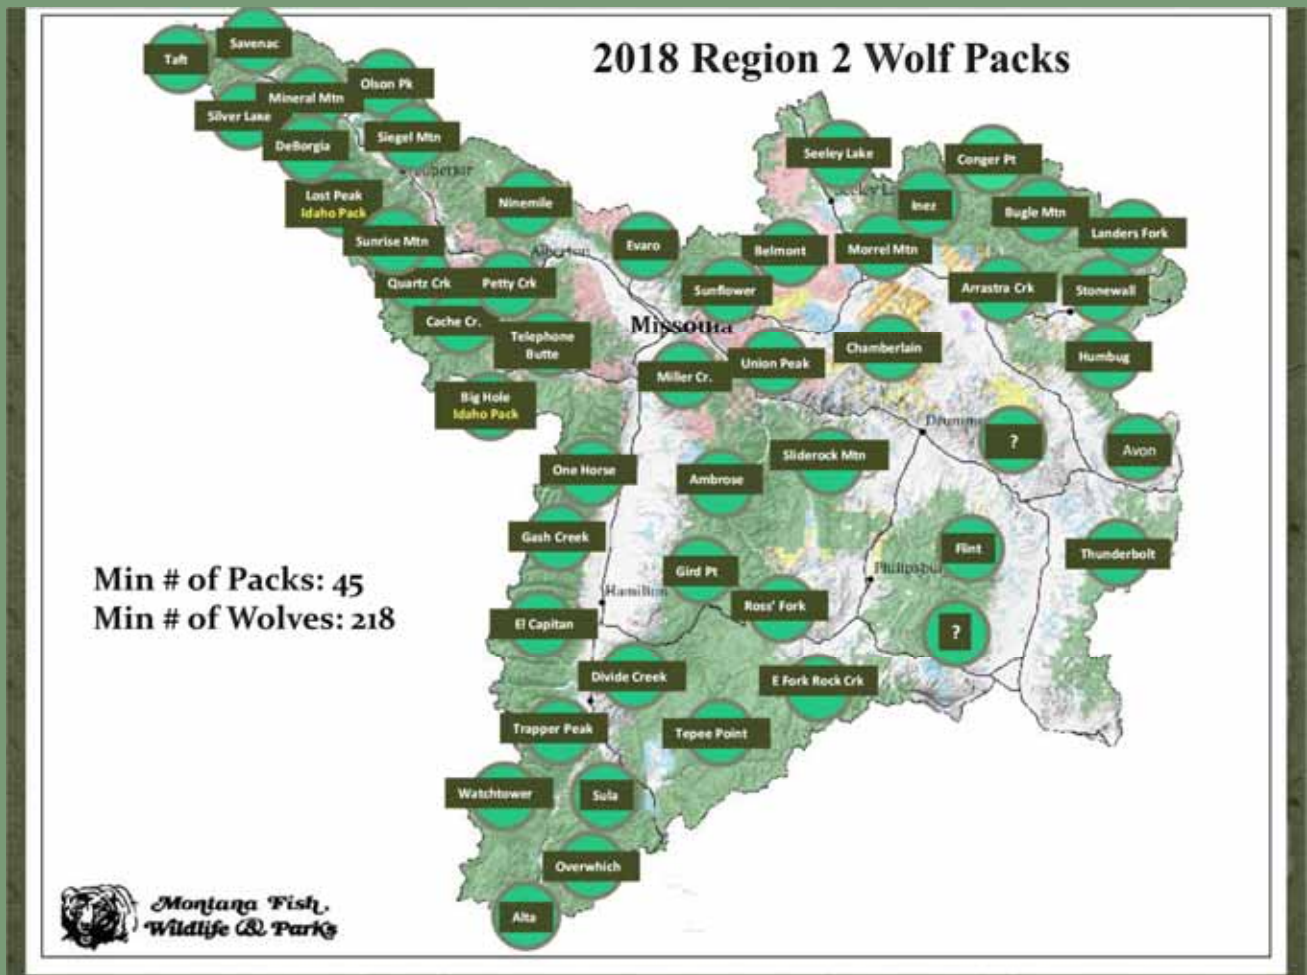 2018 Region 2 Wolf Packs
Savenac
Taft
Olson Pk
Mineral Mtn
Silver Lake
Siegel Mtn
DeBorgia
Seeley Lake
Conger Pt
Lost Peak
Idaho Pack
Ninemile
Inez
Bugle Mtn
Landers Fork
Sunrise Mtn
Evaro
Belmont
Morrel Mtn
Quartz Crk
Petty Crk
Sunflower
Arrastra Crk
Stonewall
Cache Cr.
Missoula
Telephone
Butte
Chamberlain
Humbug
Miller Cr.
Union Peak
Big Hole
Idaho Pack
?
Avon
One Horse
Ambrose
Sliderock Mtn
Gash Creek
Flint
Thunderbolt
Gird Pt
Min # of Packs: 45
Min # of Wolves: 218
Hamilton
Ross' Fork
El Capitan
?
Divide Creek
E Fork Rock Crk
Trapper Peak
Tepee Point
Watchtower
Sula
Overwhich
Alta
Montana Fish,
Wildlife & Parks